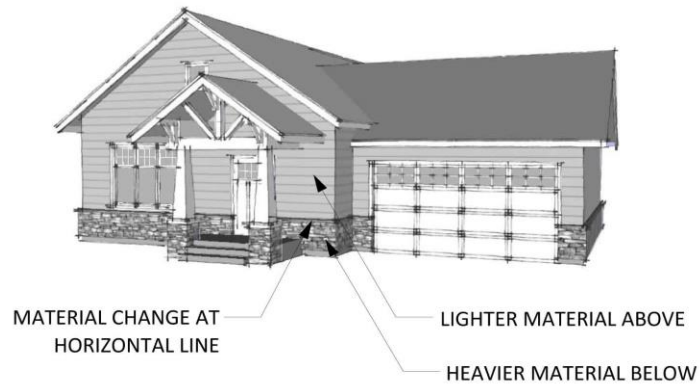 MATERIAL CHANGE AT
HORIZONTAL LINE
LIGHTER MATERIAL ABOVE
HEAVIER MATERIAL BELOW